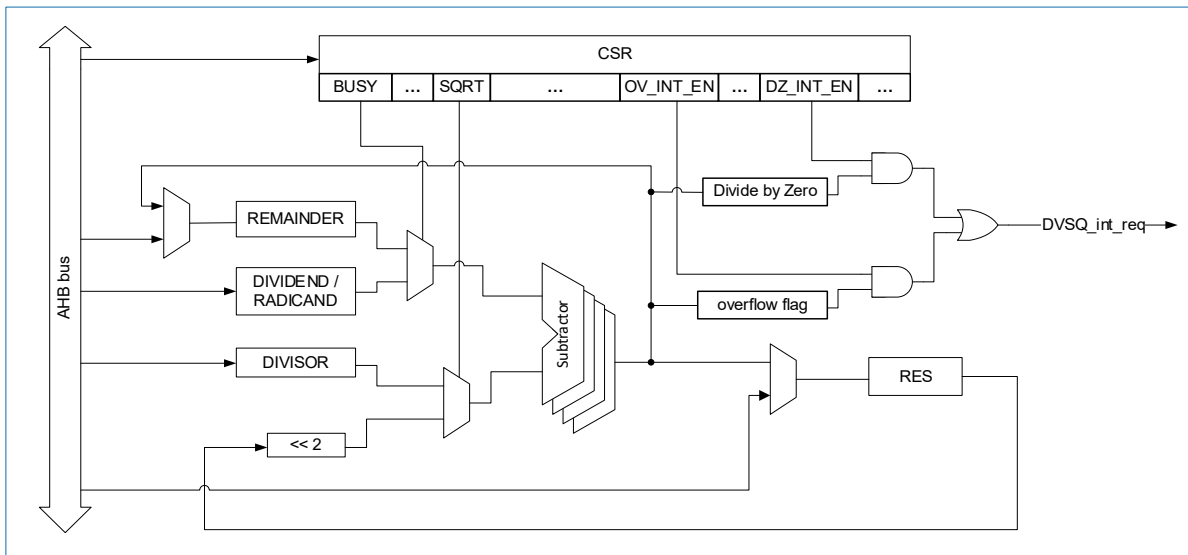 CSR
BUSY ... SQRT ... OV_INT_EN ... DZ_INT_EN ...
AHB bus
REMAINDER
Divide by Zero
DVSQ_int_req
DIVIDEND /
RADICAND
overflow flag
Subtractor
DIVISOR
RES
<< 2